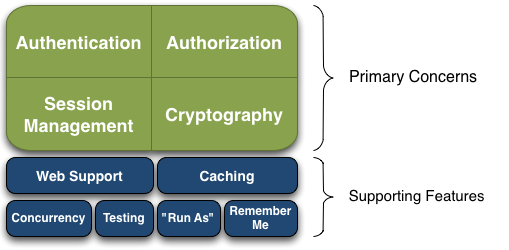 Authentication
Authorization
Session
Management
Cryptography
Primary Concerns
Web Support
Caching
Concurrency
Testing
"Run As"
Remember
Me
Supporting Features